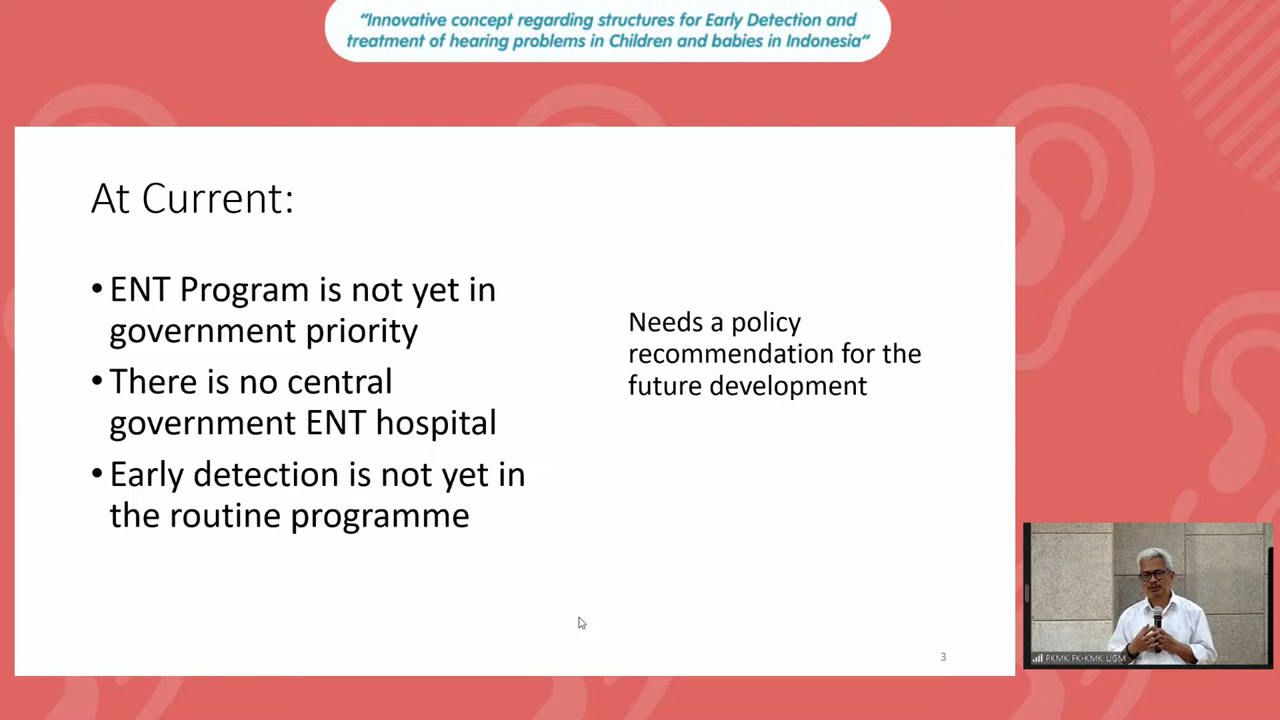 “Innovative concept regarding structures for Early Detection and
treatment of hearing problems in Children and babies in Indonesia”
At Current:
• ENT Program is not yet in
government priority
• There is no central
government ENT hospital
• Early detection is not yet in
the routine programme
Needs a policy
recommendation for the
future development
3
PKMK FK-KMK UGM